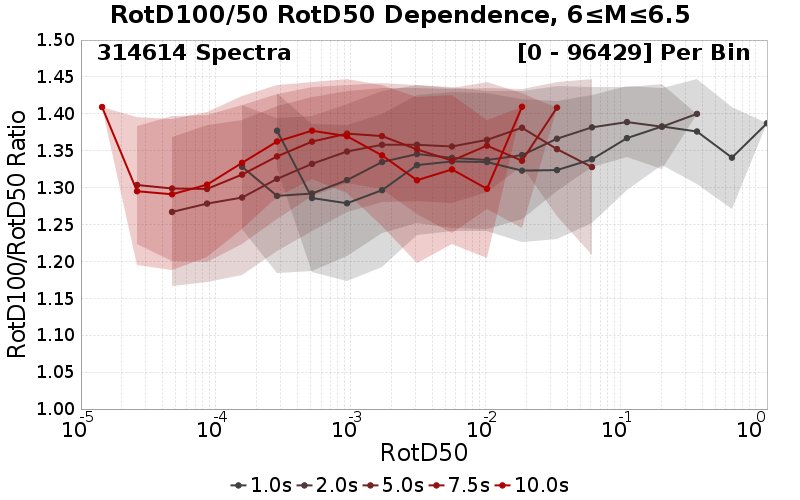 RotD100/50 RotD50 Dependence, 6≤M≤6.5
314614 Spectra
[0 - 96429] Per Bin
RotD100/RotD50 Ratio
1.50
1.45
1.40
1.35
1.30
1.25
1.20
1.15
1.10
1.05
1.00
10-5 10-4 10-3 10-2 10-1 100
RotD50
1.0s 2.0s 5.0s 7.5s 10.0s